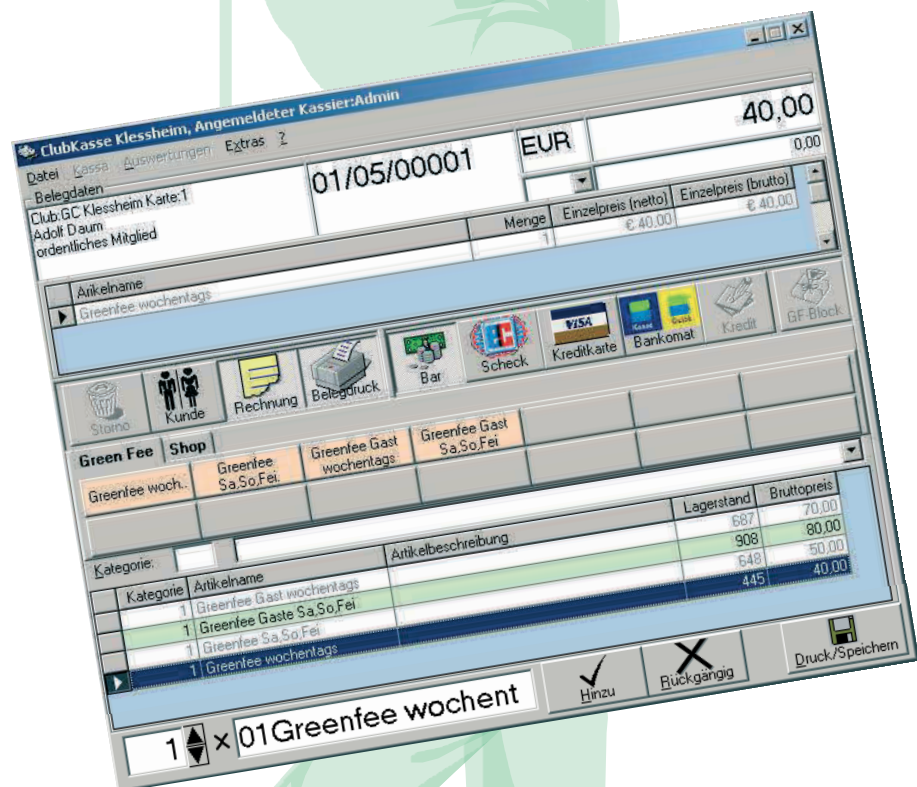 ClubKasse Klessheim, Angemeldeter Kassier:Admin
Datei Kassa Auswertungen Extras ?
Belegdaten
Club:GC Klessheim Karte:1
Adolf Daum
ordentliches Mitglied
01/05/00001
EUR
40,00
0,00
Arikelname Menge Einzelpreis (netto) Einzelpreis (brutto)
Greenfee wochentags 1 € 40,00 € 40,00
Storno Kunde Rechnung Belegdruck Bar Scheck Kreditkarte Bankomat Kredit GF-Block
EC
VISA
Green Fee Shop
Greenfee woch.. Greenfee Sa,So,Fei. Greenfee Gast wochentags Greenfee Gast Sa,So,Fei
Kategorie:
Kategorie Artikelname Artikelbeschreibung Lagerstand Bruttopreis
1 Greenfee Gast wochentags 687 70,00
1 Greenfee Gaste Sa,So,Fei 908 80,00
1 Greenfee Sa,So,Fei 648 50,00
1 Greenfee wochentags 445 40,00
1 × 01Greenfee wochent
Hinzu Rückgängig Druck/Speichern